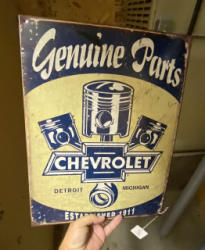 Genuine Parts
CHEVROLET
DETROIT MICHIGAN
ESTABLISHED 1911